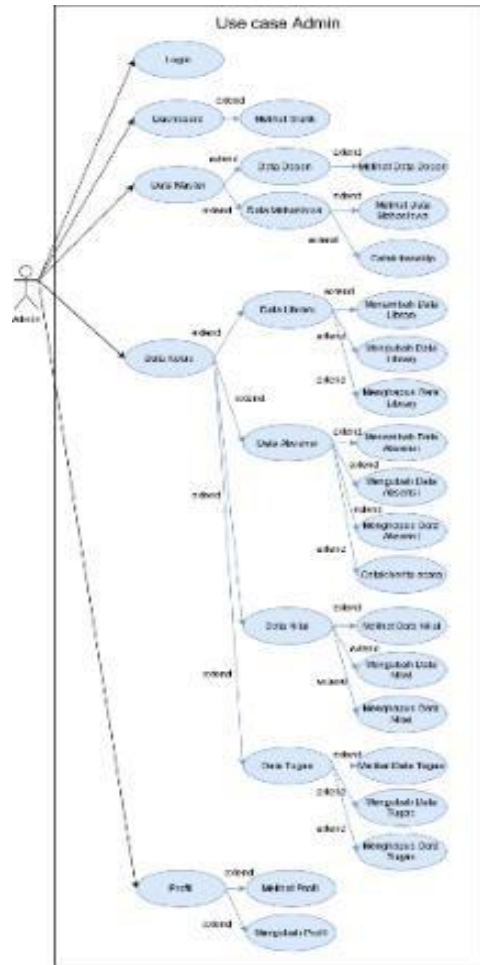 Use case Admin
Login
Dashboard
extend
Melihat Grafik
Data Master
extend
Data Dosen
extend
Melihat Data Dosen
extend
Data Mahasiswa
extend
Melihat Data
Mahasiswa
extend
Cetak
Admin
Data Kelas
extend
Data Library
extend
Menambah Data
Library
extend
Mengubah Data
Library
extend
Menghapus Data
Library
extend
Data Absensi
extend
Menambah Data
Absensi
extend
Mengubah Data
Absensi
extend
Menghapus Data
Absensi
extend
Cetak berita acara
extend
Data Nilai
extend
Melihat Data Nilai
extend
Mengubah Data
Nilai
extend
Menghapus Data
Nilai
extend
Data Tugas
extend
Melihat Data Tugas
extend
Mengubah Data
Tugas
extend
Menghapus Data
Tugas
Profil
extend
Melihat Profil
extend
Mengubah Profil